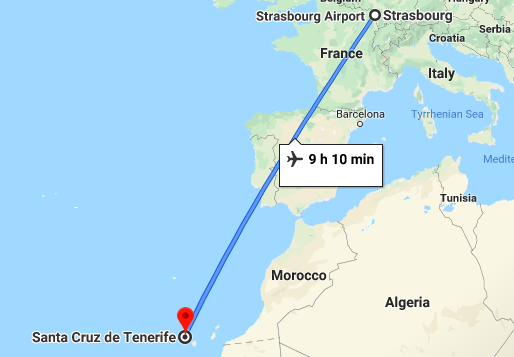 Belgium
Hungary
Strasbourg Airport
Strasbourg
Croatia
Serbia
France
Italy
Barcelona
Tyrrhenian Sea
9 h 10 min
Medite
Tunisia
Morocco
Algeria
Santa Cruz de Tenerife